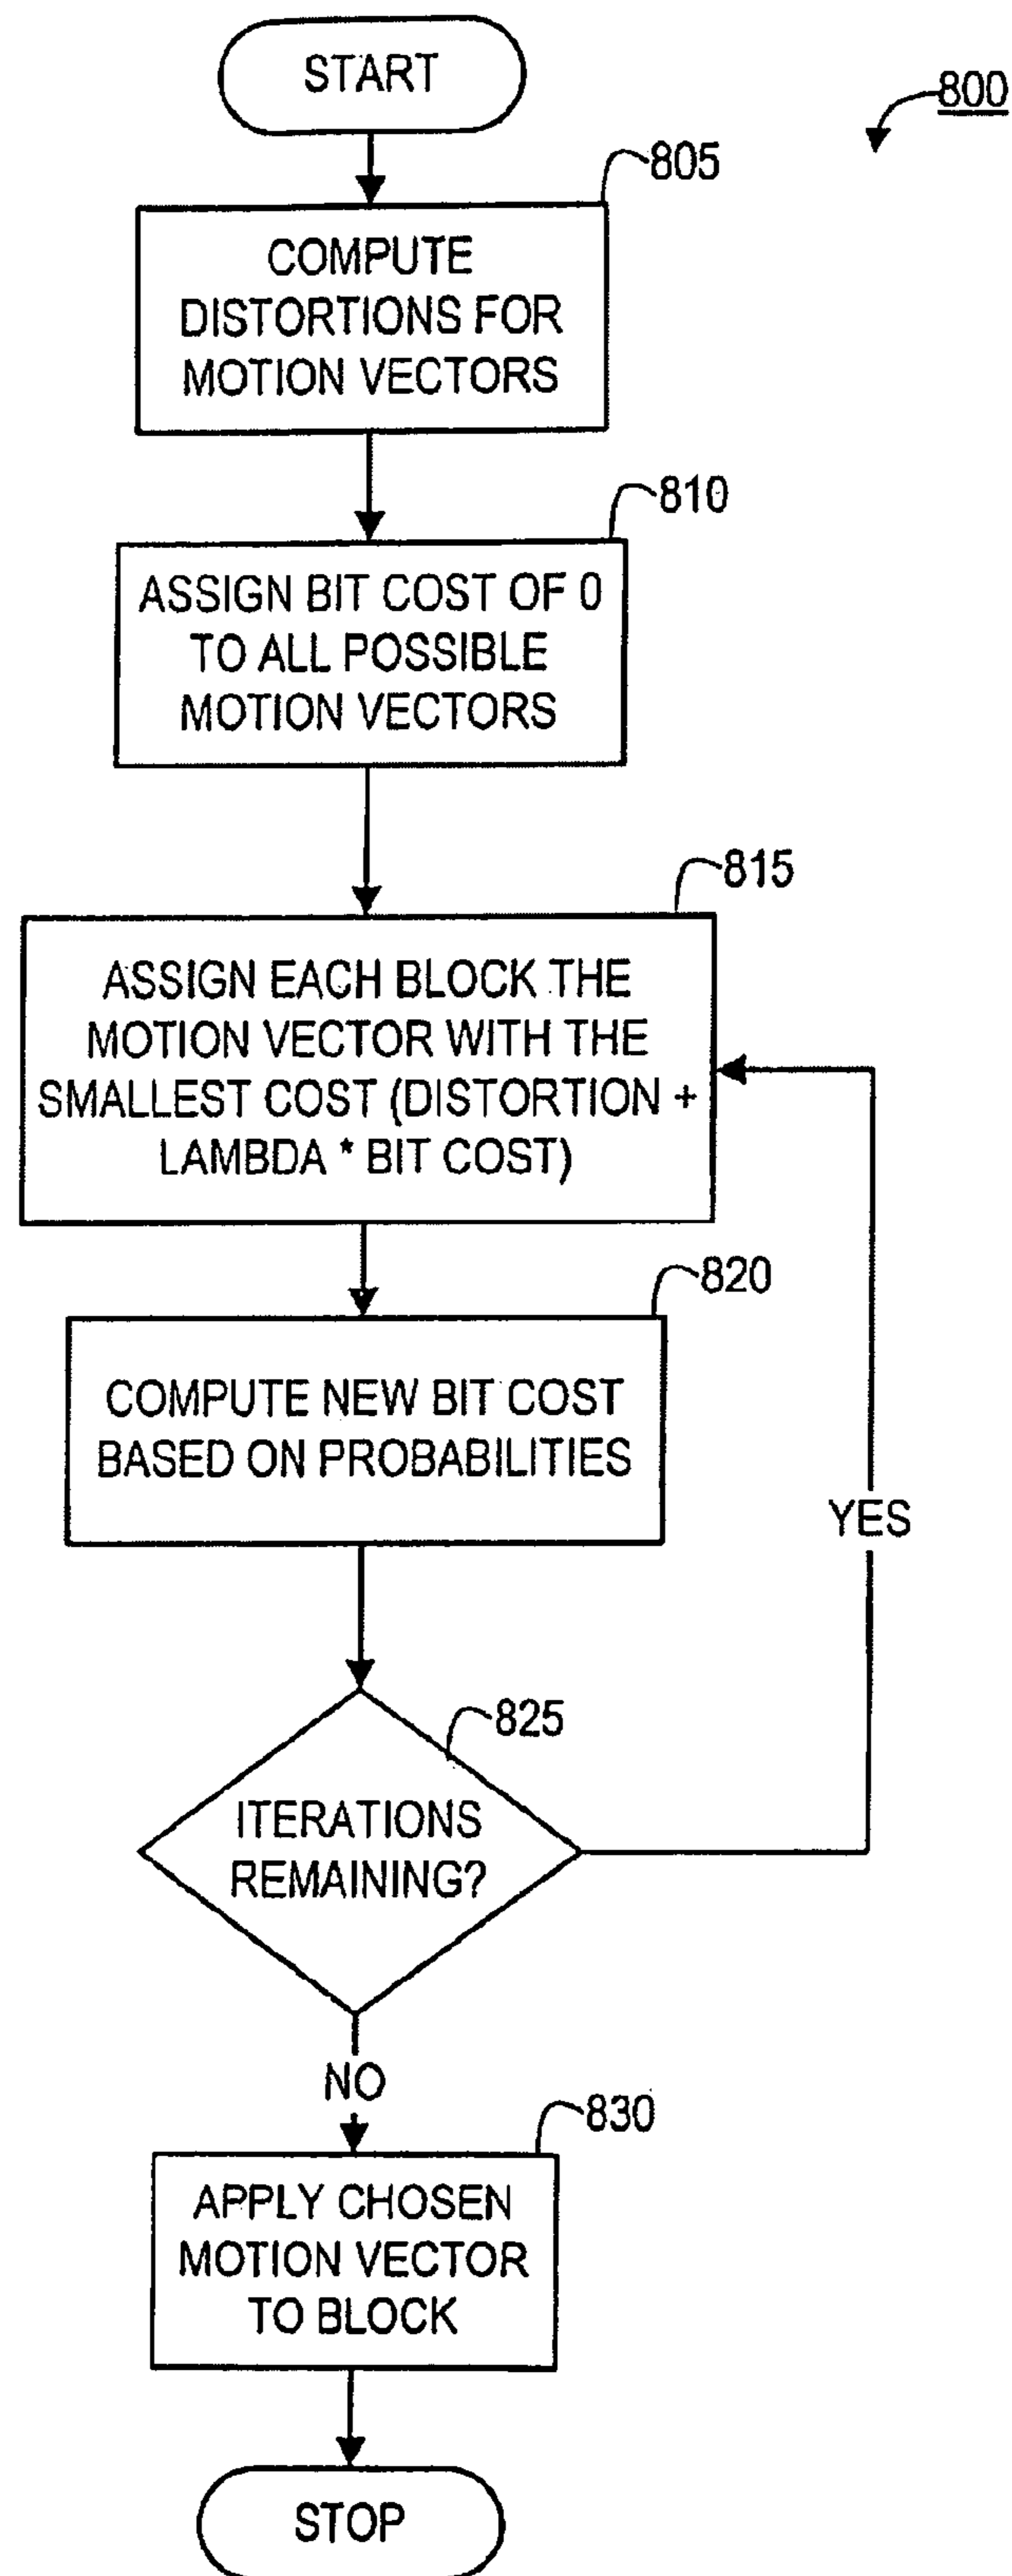 START
800
805
COMPUTE
DISTORTIONS FOR
MOTION VECTORS
810
ASSIGN BIT COST OF 0
TO ALL POSSIBLE
MOTION VECTORS
815
ASSIGN EACH BLOCK THE
MOTION VECTOR WITH THE
SMALLEST COST (DISTORTION +
LAMBDA * BIT COST)
820
COMPUTE NEW BIT COST
BASED ON PROBABILITIES
YES
825
ITERATIONS
REMAINING?
NO
830
APPLY CHOSEN
MOTION VECTOR
TO BLOCK
STOP